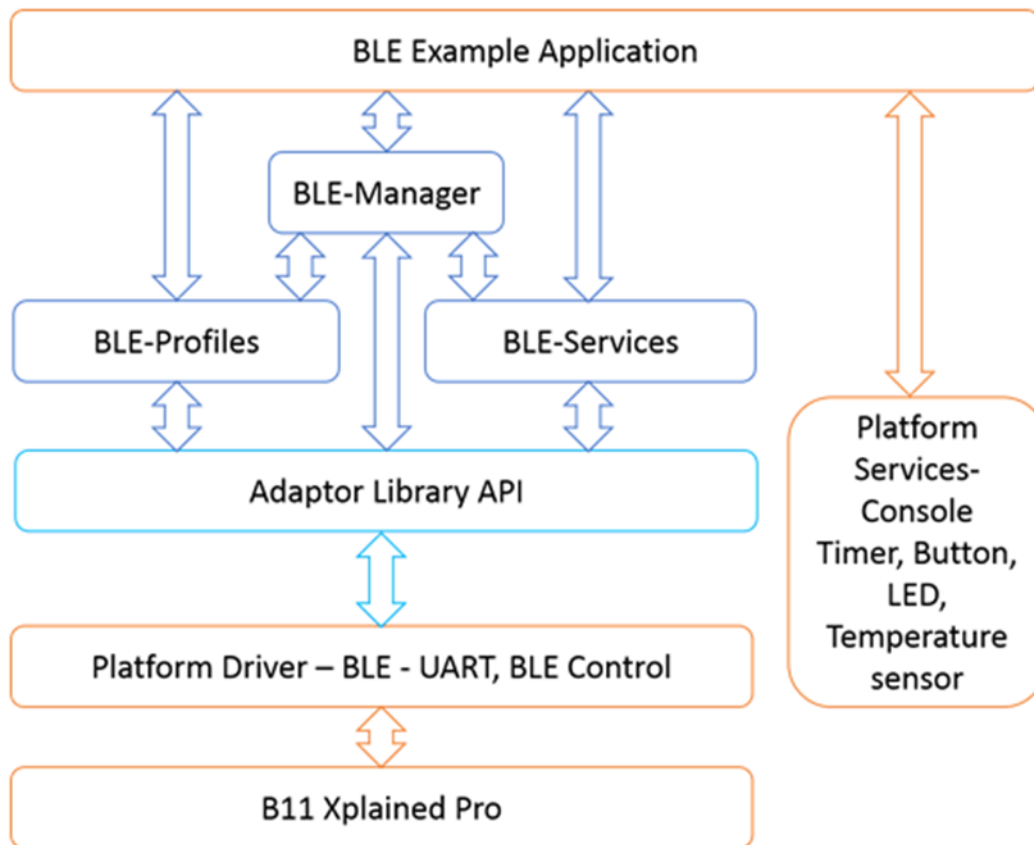 BLE Example Application
BLE-Manager
BLE-Profiles
BLE-Services
Adaptor Library API
Platform
Services-
Console
Timer, Button,
LED,
Temperature
sensor
Platform Driver – BLE - UART, BLE Control
B11 Xplained Pro